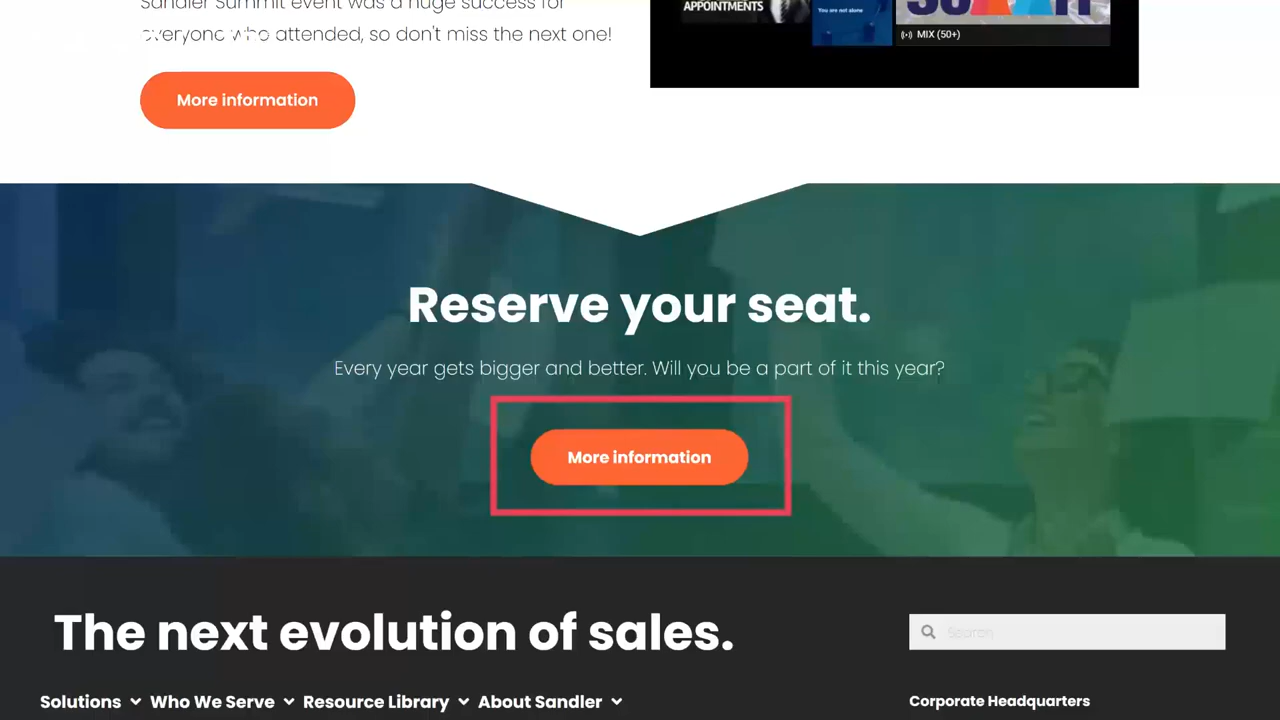 Sandler Summit event was a huge success for
everyone who attended, so don't miss the next one!
More information
APPOINTMENTS
You are not alone
MIX (50+)
Reserve your seat.
Every year gets bigger and better. Will you be a part of it this year?
More information
The next evolution of sales.
Search
Solutions Who We Serve Resource Library About Sandler
Corporate Headquarters